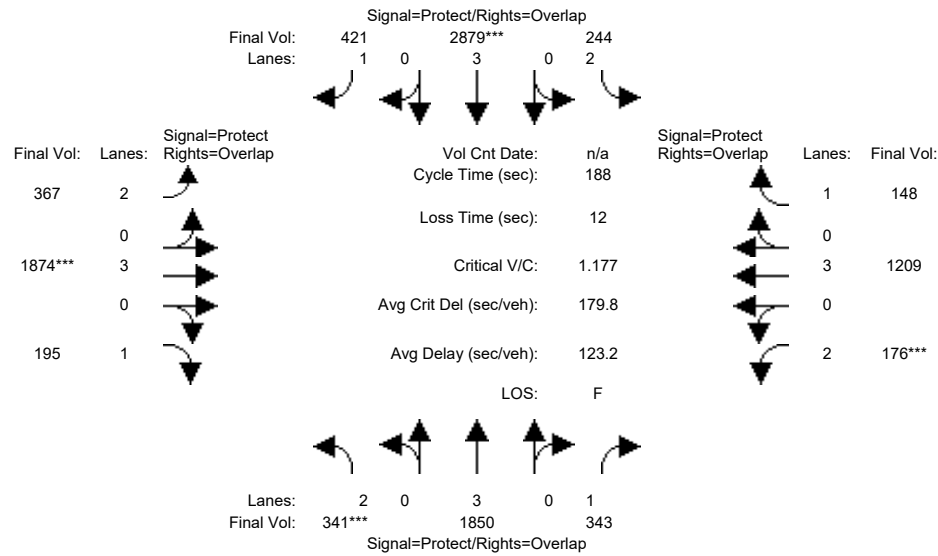 Signal=Protect/Rights=Overlap
Final Vol: 421 2879*** 244
Lanes: 1 0 3 0 2
Signal=Protect Signal=Protect
Final Vol: Lanes: Rights=Overlap Vol Cnt Date: n/a Rights=Overlap Lanes: Final Vol:
Cycle Time (sec): 188
367 2 1 148
Loss Time (sec): 12
0 0
1874*** 3 Critical V/C: 1.177 3 1209
0 Avg Crit Del (sec/veh): 179.8 0
195 1 Avg Delay (sec/veh): 123.2 2 176***
LOS: F
Lanes: 2 0 3 0 1
Final Vol: 341*** 1850 343
Signal=Protect/Rights=Overlap